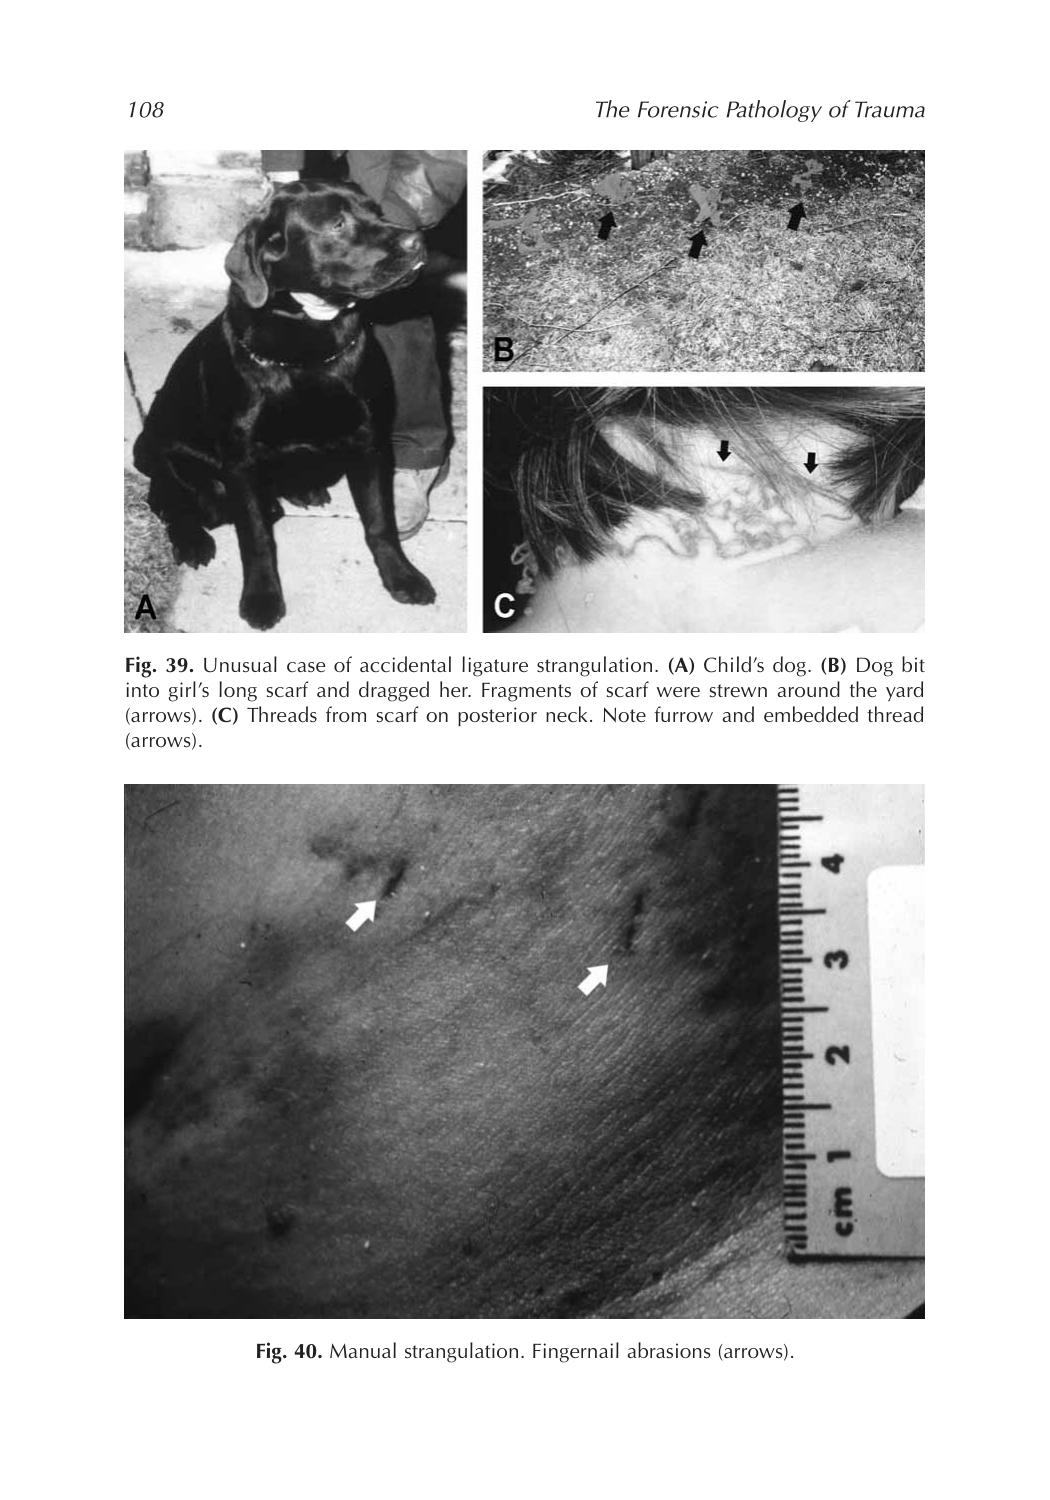 108
The Forensic Pathology of Trauma
B
A
C
Fig. 39. Unusual case of accidental ligature strangulation. (A) Child's dog. (B) Dog bit
into girl's long scarf and dragged her. Fragments of scarf were strewn around the yard
(arrows). (C) Threads from scarf on posterior neck. Note furrow and embedded thread
(arrows).
4
3
2
1
cm
Fig. 40. Manual strangulation. Fingernail abrasions (arrows).